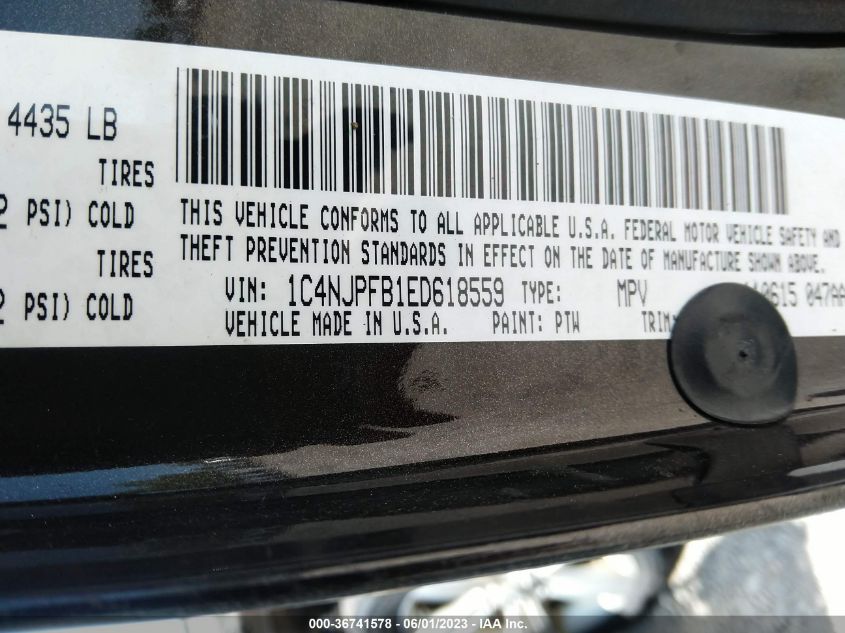 4435 LB
TIRES
PSI) COLD
TIRES
PSI) COLD
THIS VEHICLE CONFORMS TO ALL APPLICABLE U.S.A. FEDERAL MOTOR VEHICLE SAFETY AND
THEFT PREVENTION STANDARDS IN EFFECT ON THE DATE OF MANUFACTURE SHOWN ABOVE.
VIN: 1C4NJPFB1ED618559 TYPE: MPV 047AA
VEHICLE MADE IN U.S.A. PAINT: PTW TRIM:
000-36741578 - 06/01/2023 - IAA Inc.